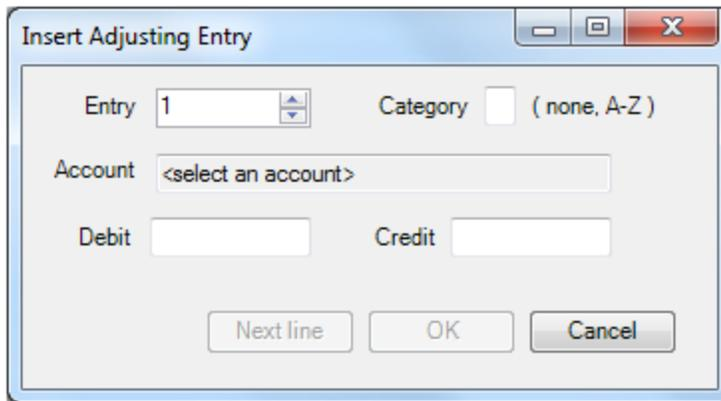 Insert Adjusting Entry
Entry 1 Category ( none, A-Z )
Account <select an account>
Debit Credit
Next line OK Cancel